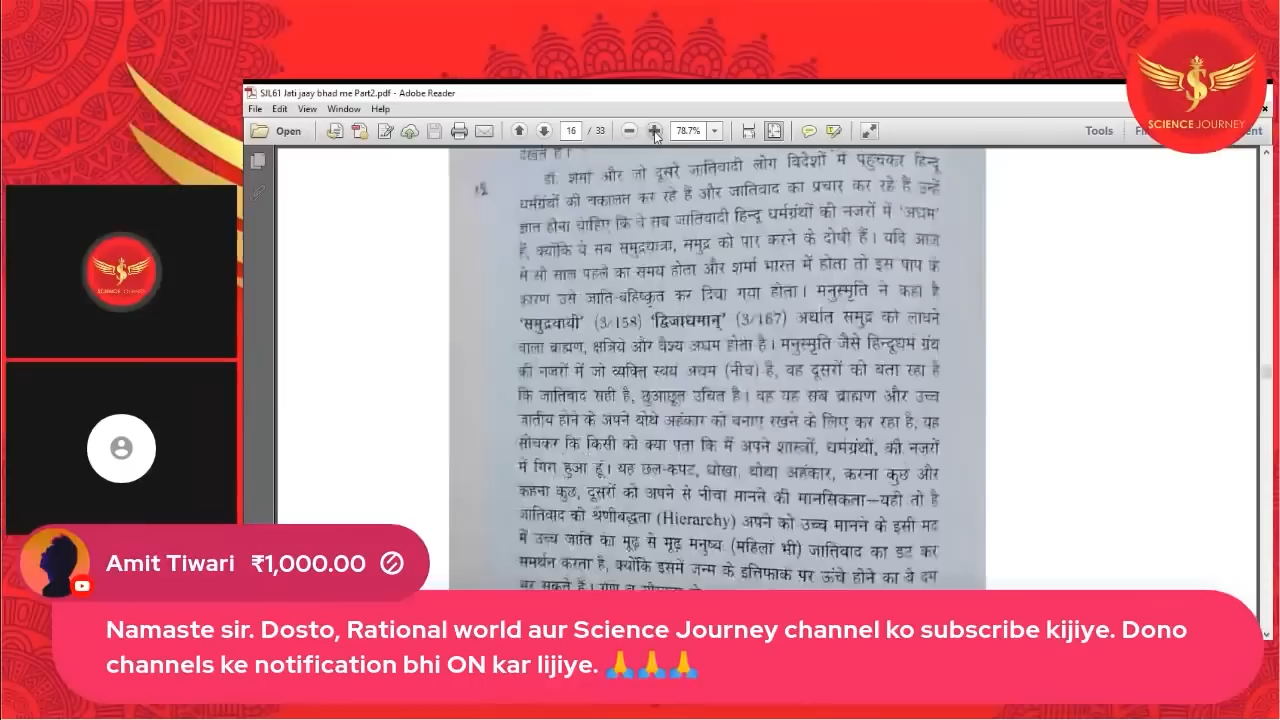 SJL61 Jati jaay bhad me Part2.pdf - Adobe Reader
File Edit View Window Help
Open 16 / 33 78.7% Tools
SCIENCE JOURNEY
देखते हैं।
१८ डॉ. शर्मा और जो दूसरे जातिवादी लोग विदेशों में पहुंचकर हिन्दू
धर्मग्रंथों की वकालत कर रहे हैं और जातिवाद का प्रचार कर रहे हैं उन्हें
ज्ञात होना चाहिए कि वे सब जातिवादी हिन्दू धर्मग्रंथों की नजरों में 'अधम'
हैं, क्योंकि ये सब समुद्रयात्रा, समुद्र को पार करने के दोषी हैं। यदि आज
से सौ साल पहले का समय होता और शर्मा भारत में होता तो इस पाप के
कारण उसे जाति-बहिष्कृत कर दिया गया होता। मनुस्मृति ने कहा है
'समुद्रयायी' (3/158) 'द्विजाधमान्' (3/167) अर्थात समुद्र को लांघने
वाला ब्राह्मण, क्षत्रिये और वैश्य अधम होता है। मनुस्मृति जैसे हिन्दूधर्म ग्रंथ
की नजरों में जो व्यक्ति स्वयं अधम (नीच) है, वह दूसरों को बता रहा है
कि जातिवाद सही है, छुआछूत उचित है। वह यह सब ब्राह्मण और उच्च
जातीय होने के अपने थोथे अहंकार को बनाए रखने के लिए कर रहा है, यह
सोचकर कि किसी को क्या पता कि मैं अपने शास्त्रों, धर्मग्रंथों, की नजरों
में गिरा हुआ हूं। यह छल-कपट, धोखा, थोथा अहंकार, करना कुछ और
कहना कुछ, दूसरों को अपने से नीचा मानने की मानसिकता—यही तो है
जातिवाद की श्रेणीबद्धता (Hierarchy) अपने को उच्च मानने के इसी मद
में उच्च जाति का मूढ़ से मूढ़ मनुष्य (महिला भी) जातिवाद का डट कर
समर्थन करता है, क्योंकि इसमें जन्म के इत्तिफाक पर ऊंचे होने का ये दम
भर सकते हैं।
SCIENCE JOURNEY
Amit Tiwari ₹1,000.00
Namaste sir. Dosto, Rational world aur Science Journey channel ko subscribe kijiye. Dono
channels ke notification bhi ON kar lijiye. 🙏🙏🙏